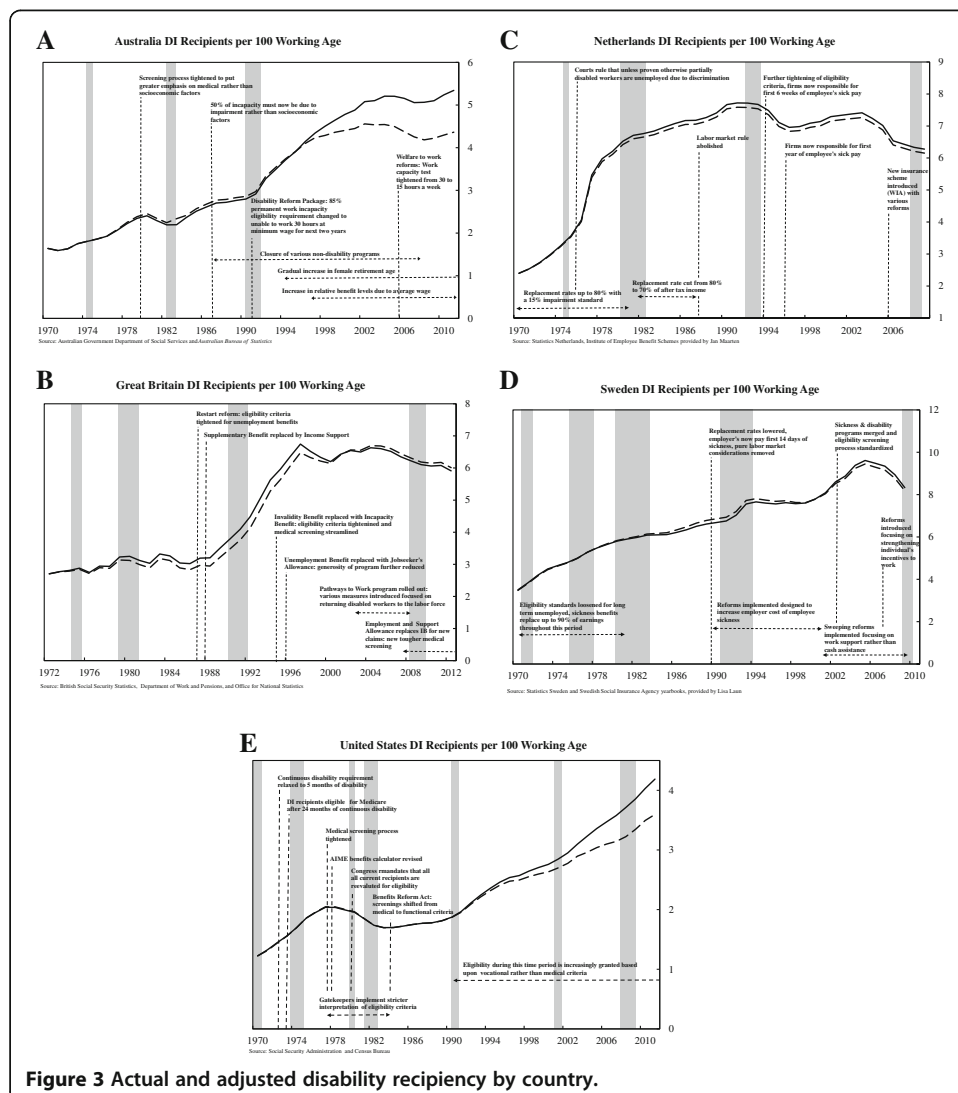 A
Australia DI Recipients per 100 Working Age
6
5
4
3
2
1
0
Screening process tightened to put
greater emphasis on medical rather than
socioeconomic factors
50% of incapacity must now be due to
impairment rather than socioeconomic
factors
Welfare to work
reforms: Work
capacity test
tightened from 30 to
15 hours a week
Disability Reform Package: 85%
permanent work incapacity
eligibility requirement changed to
unable to work 30 hours at
minimum wage for next two years
Closure of various non-disability programs
Gradual increase in female retirement age
Increase in relative benefit levels due to average wage
1970 1974 1978 1982 1986 1990 1994 1998 2002 2006 2010
Source: Australian Government Department of Social Services and Australian Bureau of Statistics
C
Netherlands DI Recipients per 100 Working Age
9
8
7
6
5
4
3
2
1
Courts rule that unless proven otherwise partially
disabled workers are unemployed due to discrimination
Further tightening of eligibility
criteria, firms now responsible for
first 6 weeks of employee's sick pay
Labor market rule
abolished
Firms now responsible for first
year of employee's sick pay
New insurance
scheme
introduced
(WIA) with
various
reforms
Replacement rate cut from 80%
to 70% of after tax income
Replacement rates up to 80% with
a 15% impairment standard
1970 1974 1978 1982 1986 1990 1994 1998 2002 2006
Source: Statistics Netherlands, Institute of Employee Benefit Schemes provided by Jan Maarten
B
Great Britain DI Recipients per 100 Working Age
8
7
6
5
4
3
2
1
0
Restart reform: eligibility criteria
tightened for unemployment benefits
Supplementary Benefit replaced by Income Support
Invalidity Benefit replaced with Incapacity
Benefit: eligibility criteria tightenined and
medical screening streamlined
Unemployment Benefit replaced with Jobseeker's
Allowance; generosity of program further reduced
Pathways to Work program rolled out:
various measures introduced focused on
returning disabled workers to the labor force
Employment and Support
Allowance replaces IB for new
claims: new tougher medical
screening
1972 1976 1980 1984 1988 1992 1996 2000 2004 2008 2012
Source: British Social Security Statistics, Department of Work and Pensions, and Office for National Statistics
D
Sweden DI Recipients per 100 Working Age
12
10
8
6
4
2
0
Replacement rates lowered,
employer's now pay first 14 days of
sickness, pure labor market
considerations removed
Sickness & disability
programs merged and
eligibility screening
process standardized
Reforms
introduced
focusing on
strengthening
individual's
incentives to
work
Eligibility standards loosened for long
term unemployed, sickness benefits
replace up to 90% of earnings
throughout this period
Reforms implemented designed to
increase employer cost of employee
sickness
Sweeping reforms
implemented focusing on
work support rather than
cash assistance
1970 1974 1978 1982 1986 1990 1994 1998 2002 2006 2010
Source: Statistics Sweden and Swedish Social Insurance Agency yearbooks, provided by Lisa Laun
E
United States DI Recipients per 100 Working Age
4
3
2
1
0
Continuous disability requirement
relaxed to 5 months of disability
DI recipients eligible for Medicare
after 24 months of continuous disability
Medical screening process
tightened
AIME benefits calculator revised
Congress rmandates that all
all current recipients are
reevaluted for eligibility
Benefits Reform Act:
screenings shifted from
medical to functional criteria
Eligibility during this time period is increasingly granted based
upon vocational rather than medical criteria
Gatekeepers implement stricter
interpretation of eligibility criteria
1970 1974 1978 1982 1986 1990 1994 1998 2002 2006 2010
Source: Social Security Administration and Census Bureau
Figure 3 Actual and adjusted disability recipiency by country.